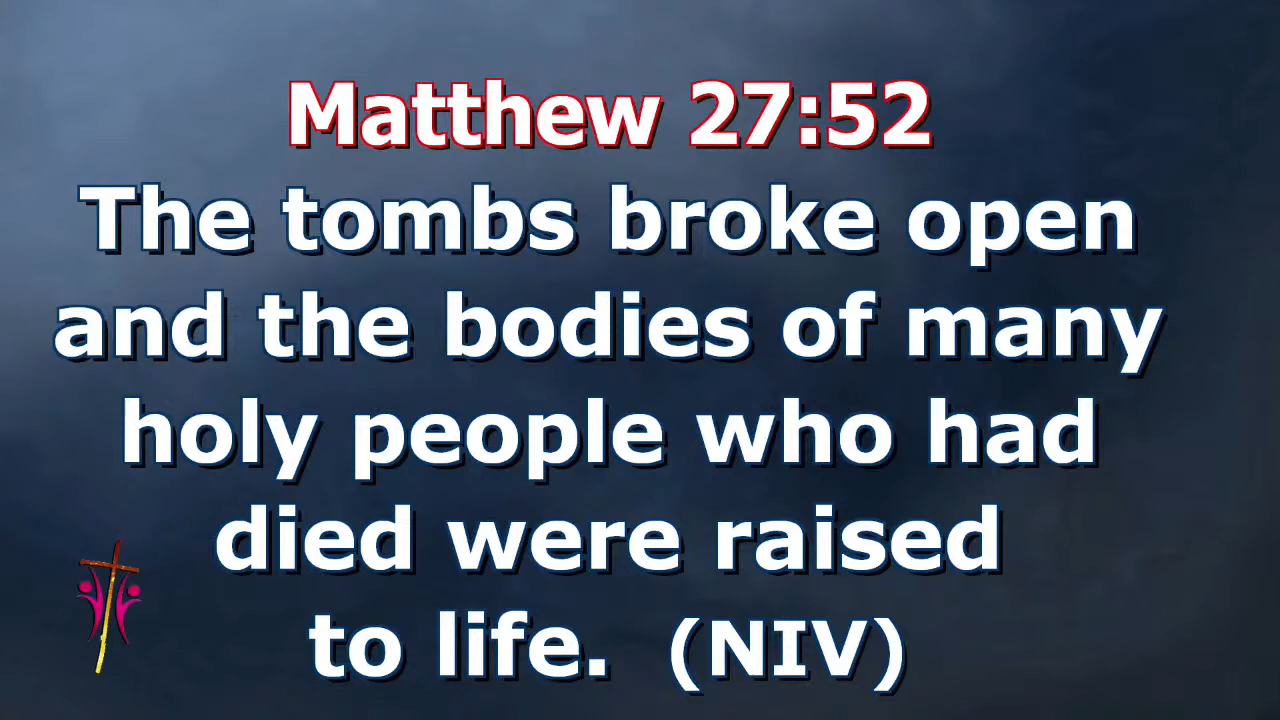 Matthew 27:52
The tombs broke open
and the bodies of many
holy people who had
died were raised
to life. (NIV)